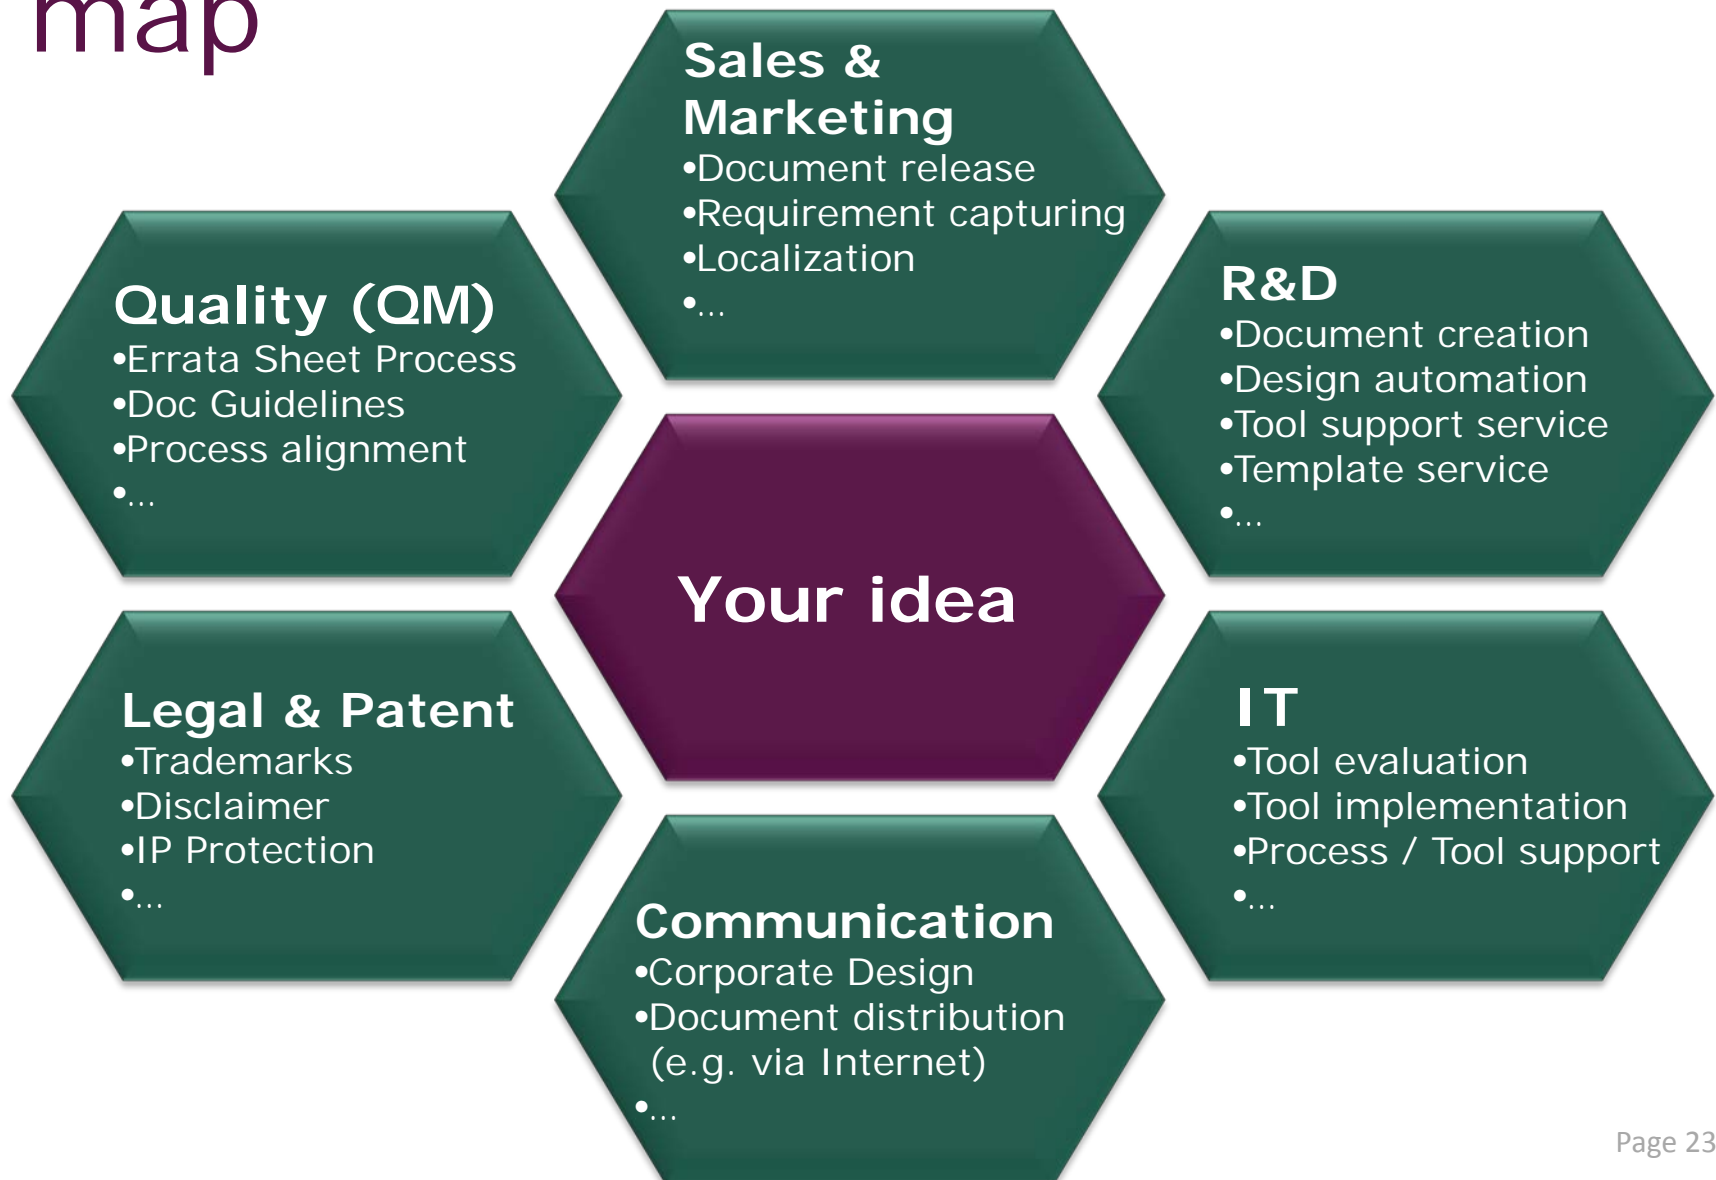 map
Sales &
Marketing
•Document release
•Requirement capturing
•Localization
•...
Quality (QM)
•Errata Sheet Process
•Doc Guidelines
•Process alignment
•...
R&D
•Document creation
•Design automation
•Tool support service
•Template service
•...
Your idea
Legal & Patent
•Trademarks
•Disclaimer
•IP Protection
•...
IT
•Tool evaluation
•Tool implementation
•Process / Tool support
•...
Communication
•Corporate Design
•Document distribution
(e.g. via Internet)
•...
Page 23